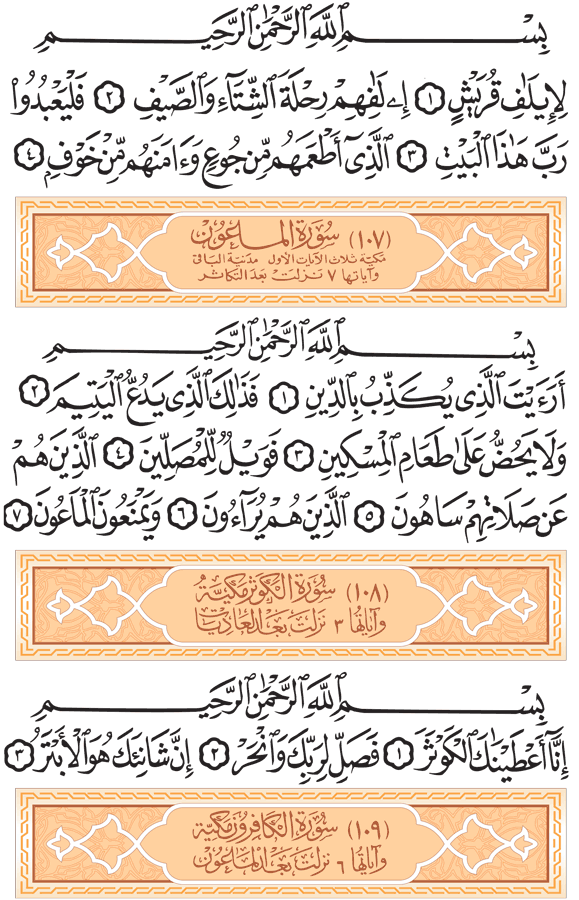 بِسْمِ ٱللَّهِ ٱلرَّحْمَٰنِ ٱلرَّحِيمِ
لِإِيلَٰفِ قُرَيْشٍ ١ إِۦلَٰفِهِمْ رِحْلَةَ ٱلشِّتَآءِ وَٱلصَّيْفِ ٢ فَلْيَعْبُدُوا۟
رَبَّ هَٰذَا ٱلْبَيْتِ ٣ ٱلَّذِىٓ أَطْعَمَهُم مِّن جُوعٍ وَءَامَنَهُم مِّنْ خَوْفٍۭ ٤
(١٠٧) سُورَة المَاعُون
مكية ثلاث الآيات الأول مدنية الباقي
وآياتها ٧ نزلت بعد التكاثر
بِسْمِ ٱللَّهِ ٱلرَّحْمَٰنِ ٱلرَّحِيمِ
أَرَءَيْتَ ٱلَّذِى يُكَذِّبُ بِٱلدِّينِ ١ فَذَٰلِكَ ٱلَّذِى يَدُعُّ ٱلْيَتِيمَ ٢
وَلَا يَحُضُّ عَلَىٰ طَعَامِ ٱلْمِسْكِينِ ٣ فَوَيْلٌ لِّلْمُصَلِّينَ ٤ ٱلَّذِينَ هُمْ
عَن صَلَاتِهِمْ سَاهُونَ ٥ ٱلَّذِينَ هُمْ يُرَآءُونَ ٦ وَيَمْنَعُونَ ٱلْمَاعُونَ ٧
(١٠٨) سُورَة الكَوثَر مَكيَّة
وآياتها ٣ نزلت بعد العاديات
بِسْمِ ٱللَّهِ ٱلرَّحْمَٰنِ ٱلرَّحِيمِ
إِنَّآ أَعْطَيْنَٰكَ ٱلْكَوْثَرَ ١ فَصَلِّ لِرَبِّكَ وَٱنْحَرْ ٢ إِنَّ شَانِئَكَ هُوَ ٱلْأَبْتَرُ ٣
(١٠٩) سُورَة الكَافِرُون مَكيَّة
وآياتها ٦ نزلت بعد الماعون